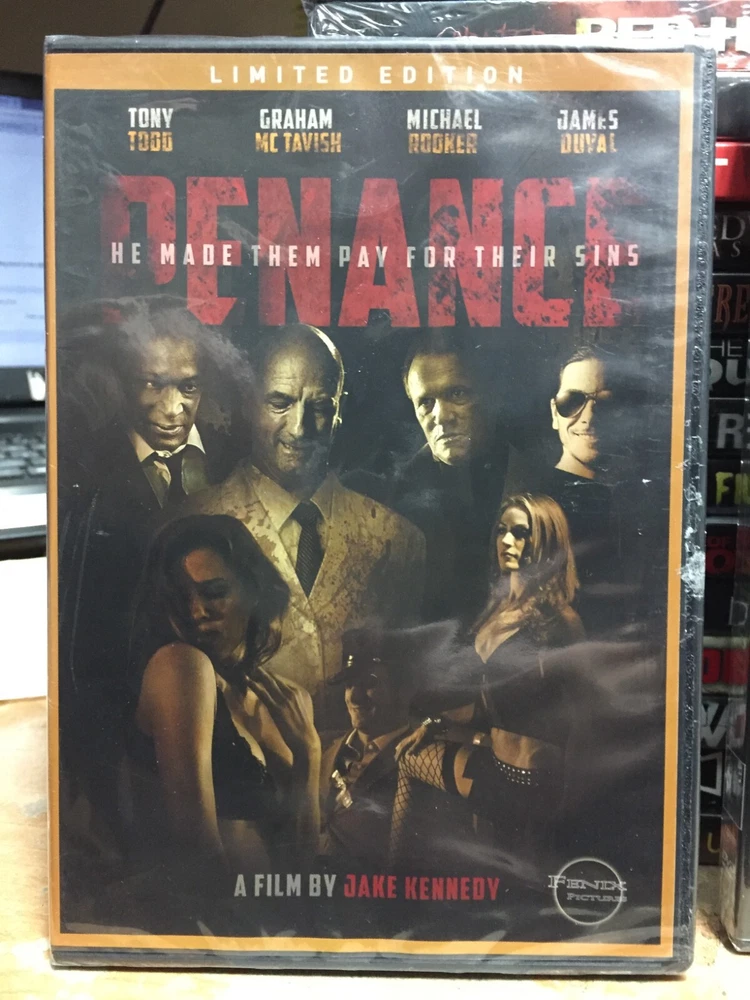 LIMITED EDITION
TONY TODD
GRAHAM MC TAVISH
MICHAEL ROOKER
JAMES DUVAL
PENANCE
HE MADE THEM PAY FOR THEIR SINS
A FILM BY JAKE KENNEDY
FENIX
PICTURES